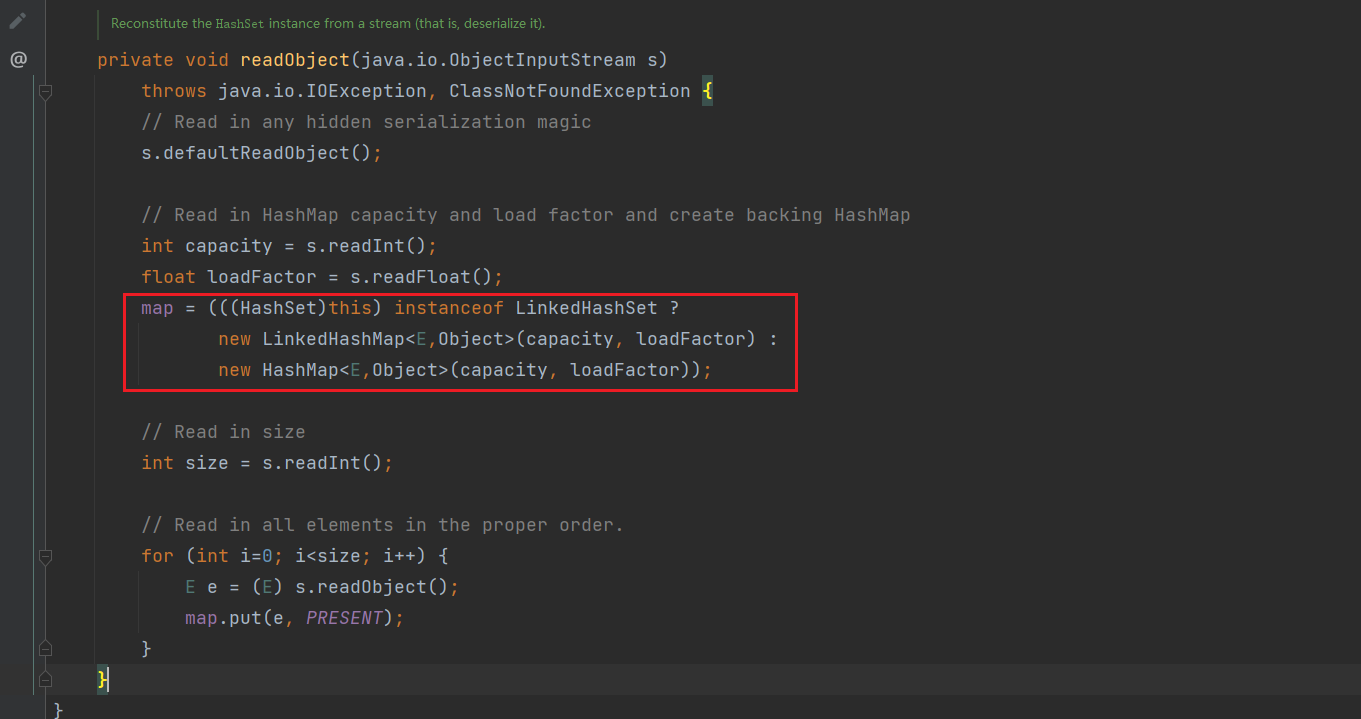 Reconstitute the HashSet instance from a stream (that is, deserialize it).
@
private void readObject(java.io.ObjectInputStream s)
throws java.io.IOException, ClassNotFoundException {
// Read in any hidden serialization magic
s.defaultReadObject();
// Read in HashMap capacity and load factor and create backing HashMap
int capacity = s.readInt();
float loadFactor = s.readFloat();
map = (((HashSet)this) instanceof LinkedHashSet ?
new LinkedHashMap<E,Object>(capacity, loadFactor) :
new HashMap<E,Object>(capacity, loadFactor));
// Read in size
int size = s.readInt();
// Read in all elements in the proper order.
for (int i=0; i<size; i++) {
E e = (E) s.readObject();
map.put(e, PRESENT);
}
}
}